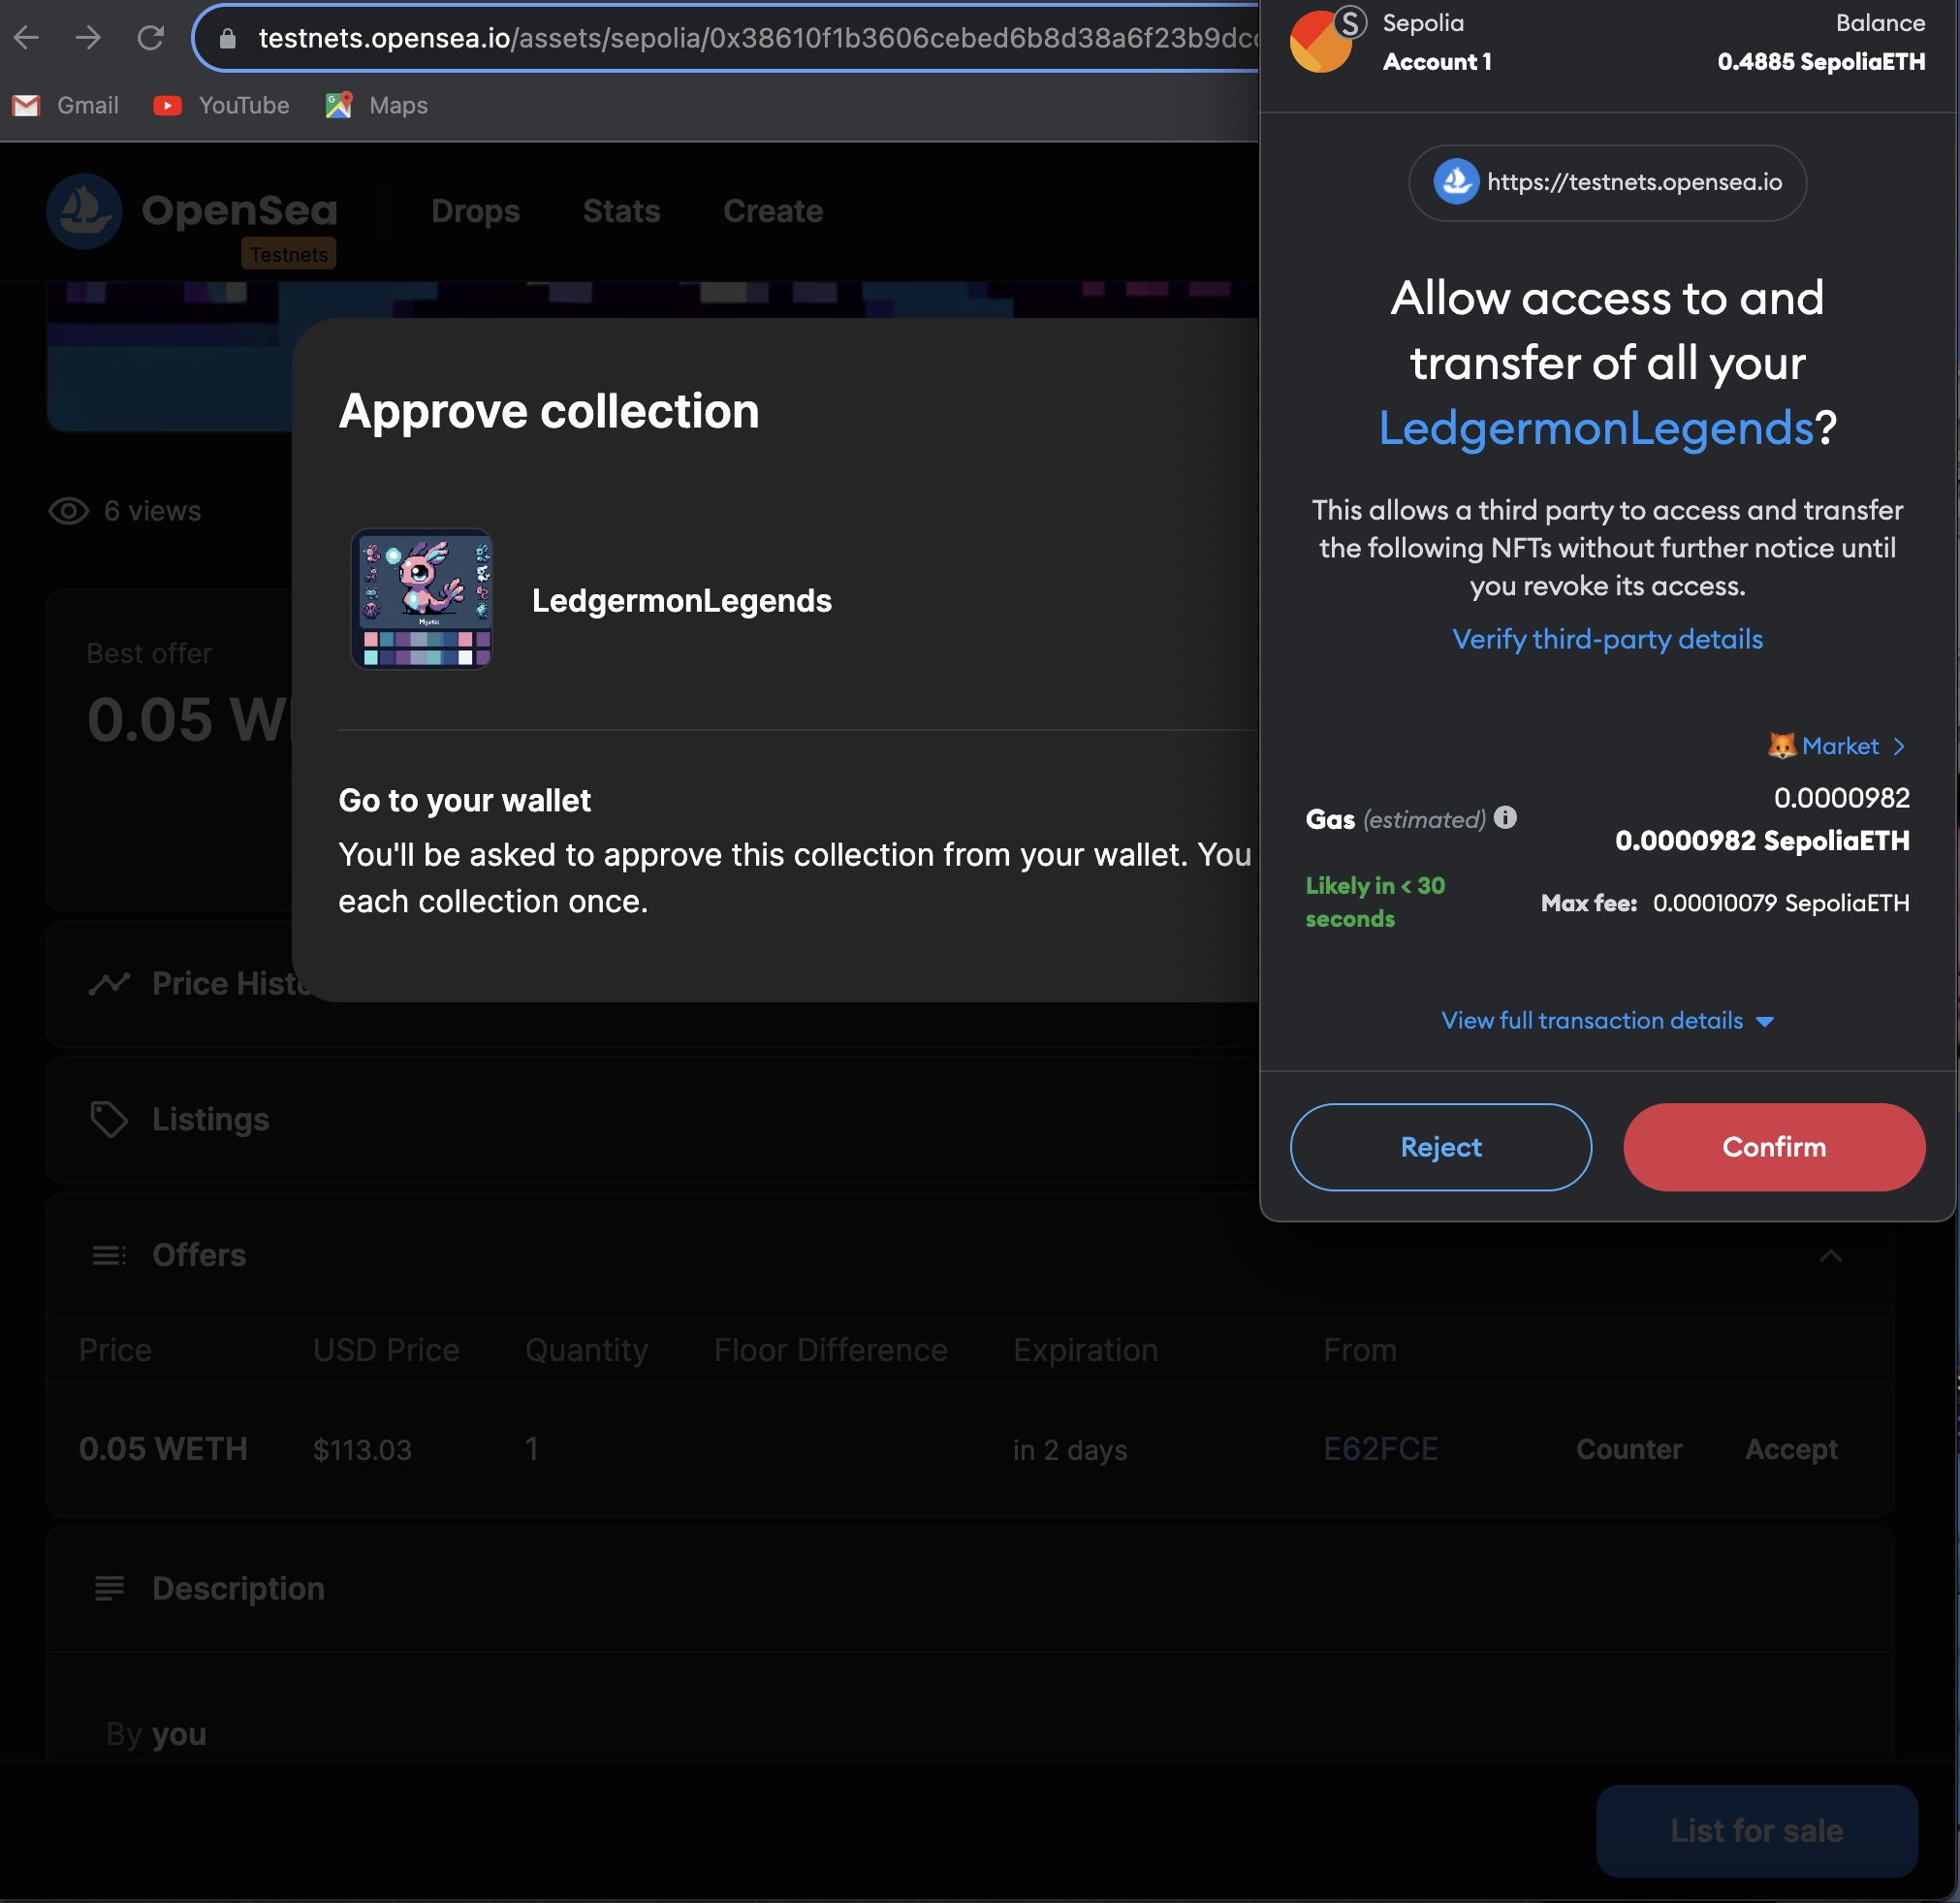 testnets.opensea.io/assets/sepolia/0x38610f1b3606cebed6b8d38a6f23b9dc
Gmail YouTube Maps
OpenSea
Testnets
Drops Stats Create
6 views
Best offer
0.05
Approve collection
LedgermonLegends
Mystic
Go to your wallet
You'll be asked to approve this collection from your wallet. You
each collection once.
Price Histo
Listings
Offers
Price USD Price Quantity Floor Difference Expiration From
0.05 WETH $113.03 1 in 2 days E62FCE Counter Accept
Description
By you
List for sale
S
Sepolia
Account 1
Balance
0.4885 SepoliaETH
https://testnets.opensea.io
Allow access to and
transfer of all your
LedgermonLegends?
This allows a third party to access and transfer
the following NFTs without further notice until
you revoke its access.
Verify third-party details
Market
Gas (estimated)
0.0000982
0.0000982 SepoliaETH
Likely in < 30
seconds
Max fee: 0.00010079 SepoliaETH
View full transaction details
Reject
Confirm